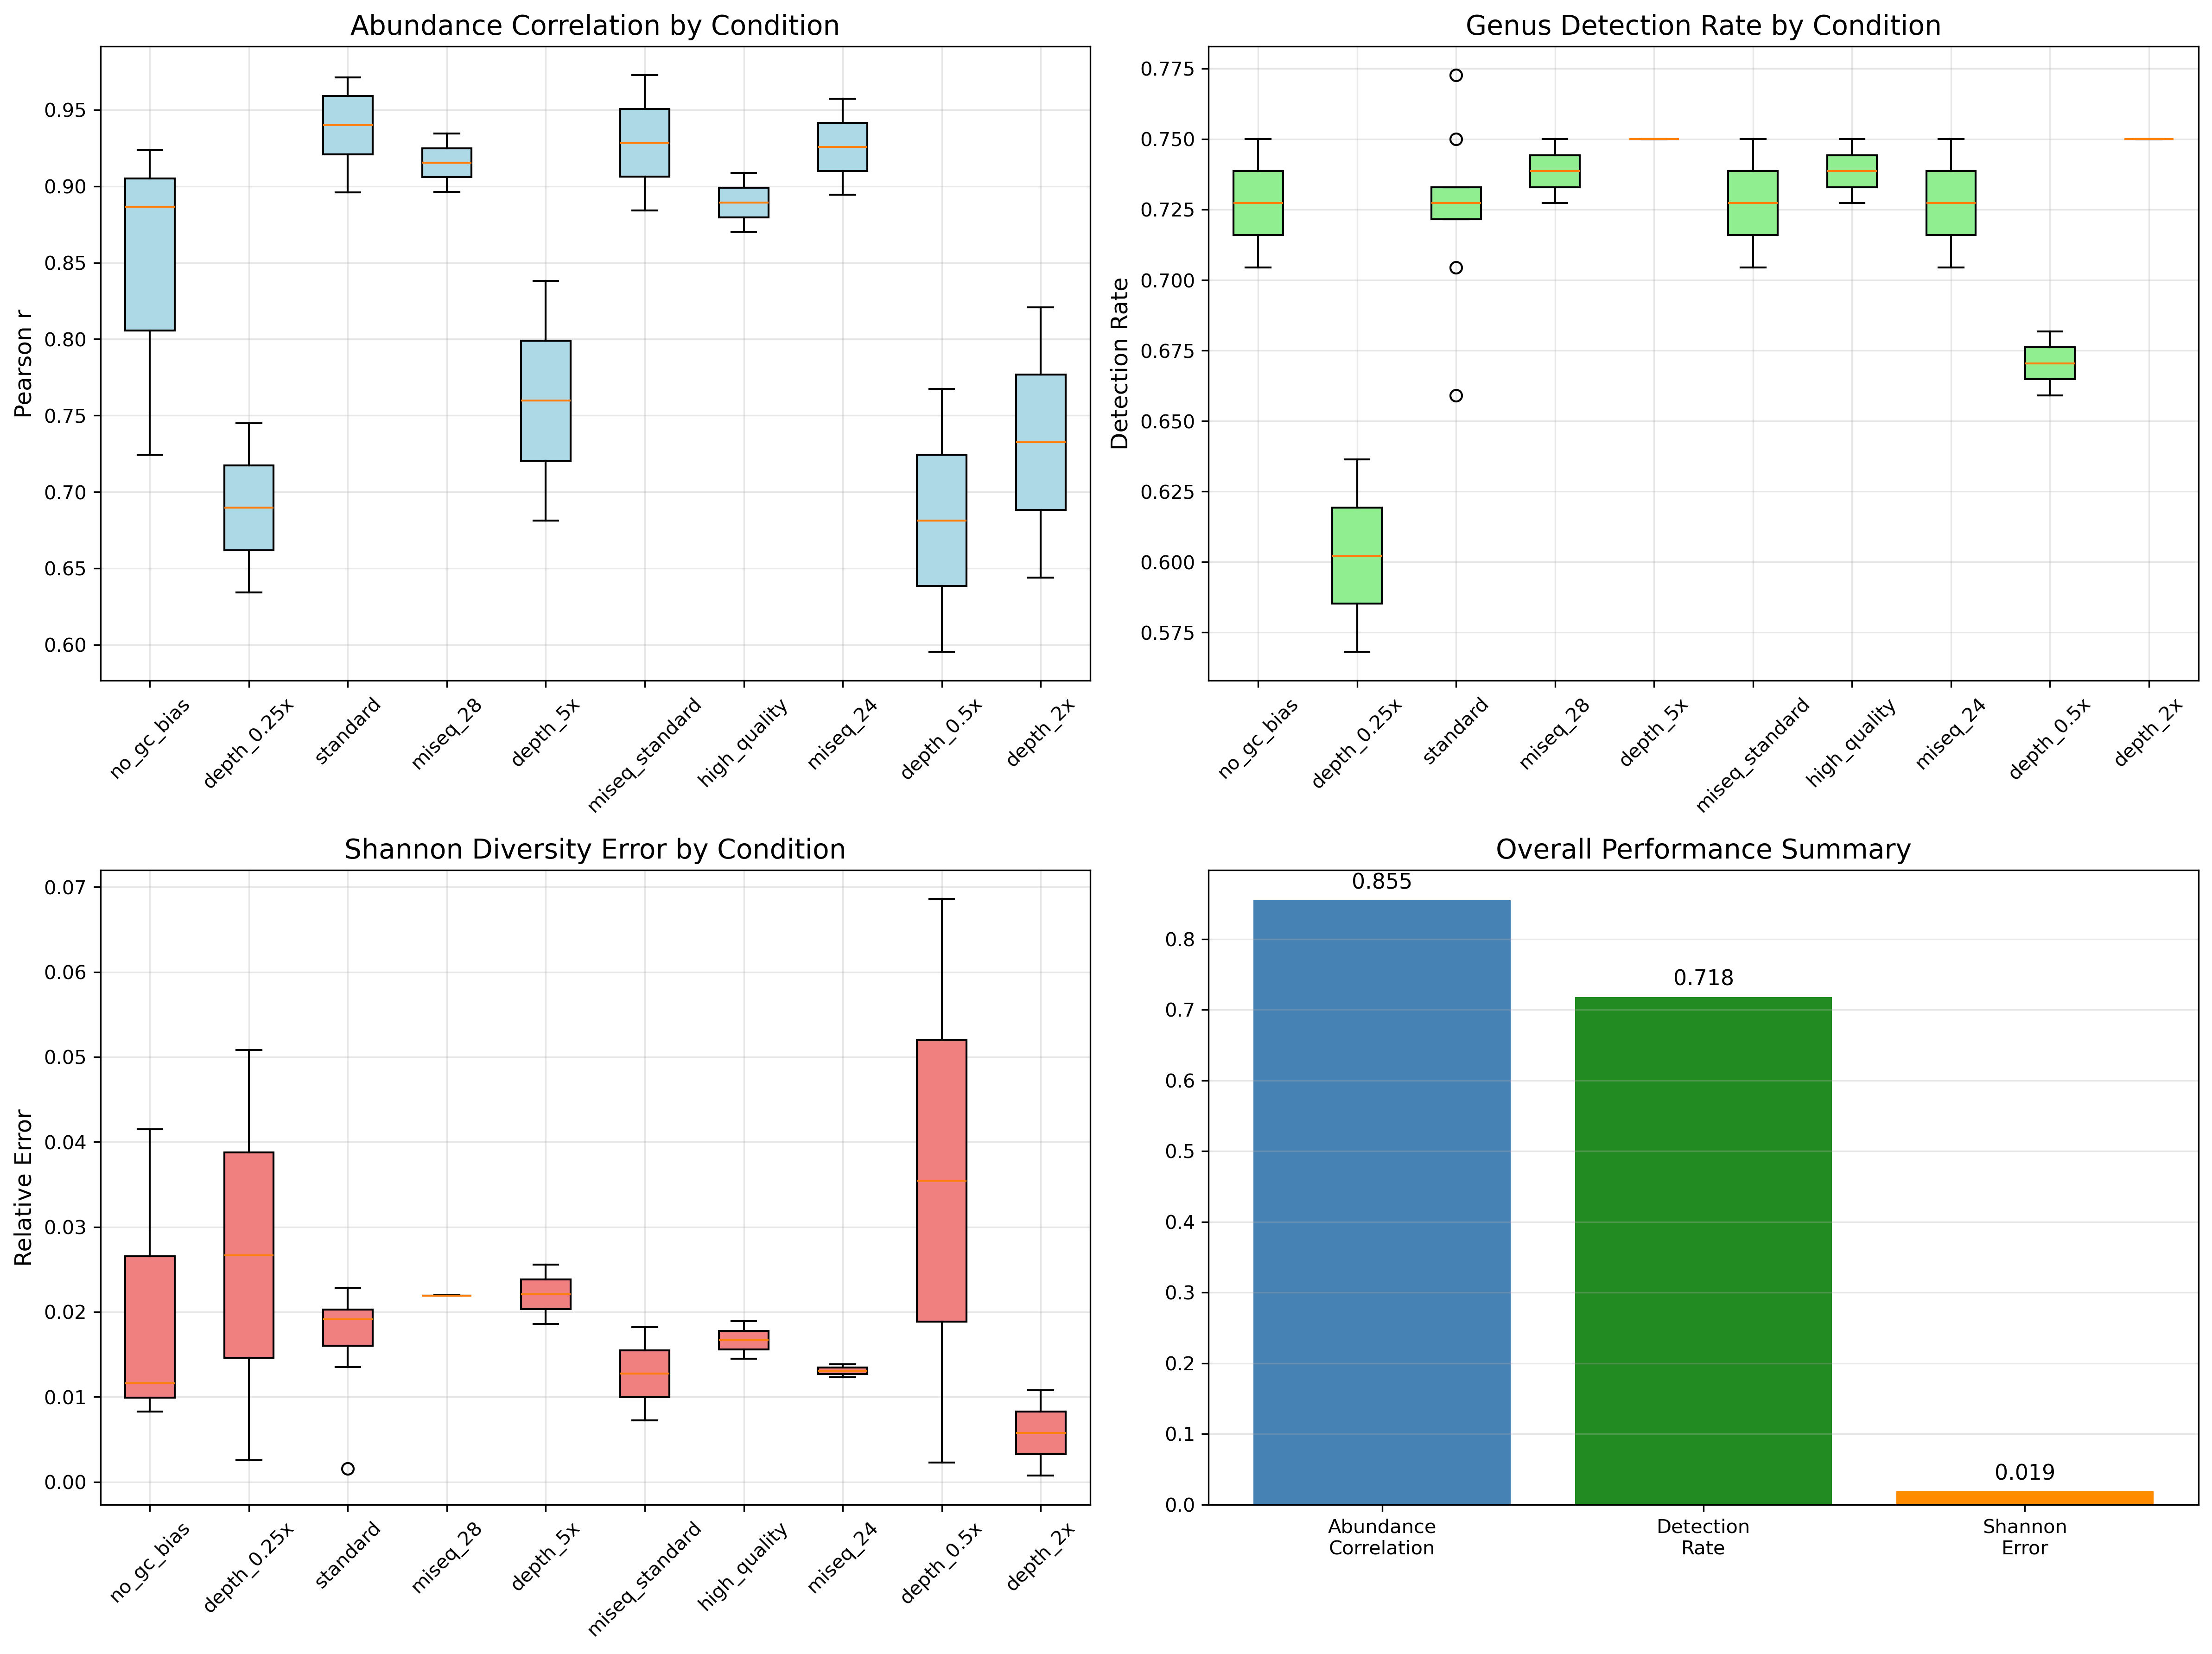 Abundance Correlation by Condition
Pearson r
0.95
0.90
0.85
0.80
0.75
0.70
0.65
0.60
no_gc_bias
depth_0.25x
standard
miseq_28
depth_5x
miseq_standard
high_quality
miseq_24
depth_0.5x
depth_2x
Genus Detection Rate by Condition
Detection Rate
0.775
0.750
0.725
0.700
0.675
0.650
0.625
0.600
0.575
no_gc_bias
depth_0.25x
standard
miseq_28
depth_5x
miseq_standard
high_quality
miseq_24
depth_0.5x
depth_2x
Shannon Diversity Error by Condition
Relative Error
0.07
0.06
0.05
0.04
0.03
0.02
0.01
0.00
no_gc_bias
depth_0.25x
standard
miseq_28
depth_5x
miseq_standard
high_quality
miseq_24
depth_0.5x
depth_2x
Overall Performance Summary
0.855
0.718
0.019
0.8
0.7
0.6
0.5
0.4
0.3
0.2
0.1
0.0
Abundance
Correlation
Detection
Rate
Shannon
Error